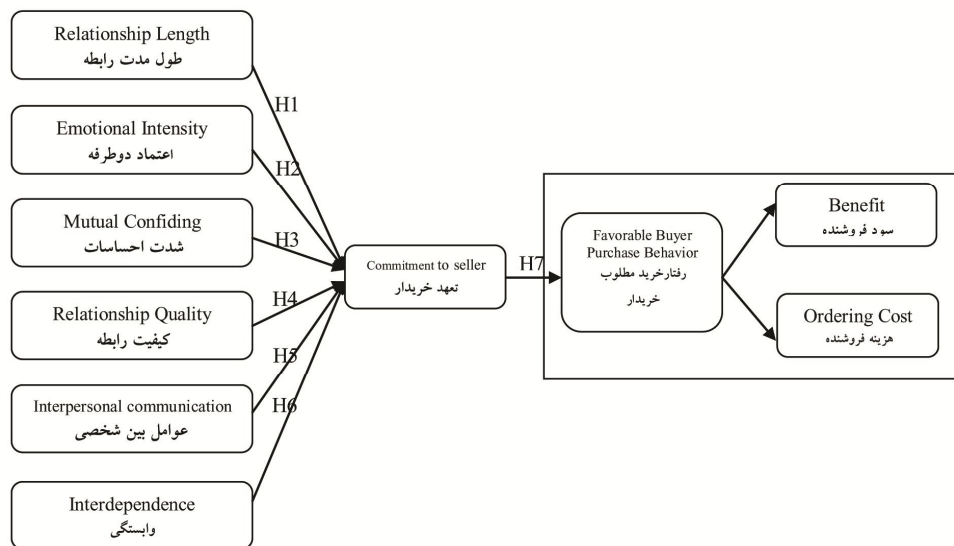 Relationship Length
طول مدت رابطه
H1
Emotional Intensity
اعتماد دوطرفه
H2
Mutual Confiding
شدت احساسات
H3
Relationship Quality
کیفیت رابطه
H4
Interpersonal communication
عوامل بین شخصی
H5
Interdependence
وابستگی
H6
Commitment to seller
تعهد خریدار
H7
Favorable Buyer
Purchase Behavior
رفتارخرید مطلوب
خریدار
Benefit
سود فروشنده
Ordering Cost
هزینه فروشنده